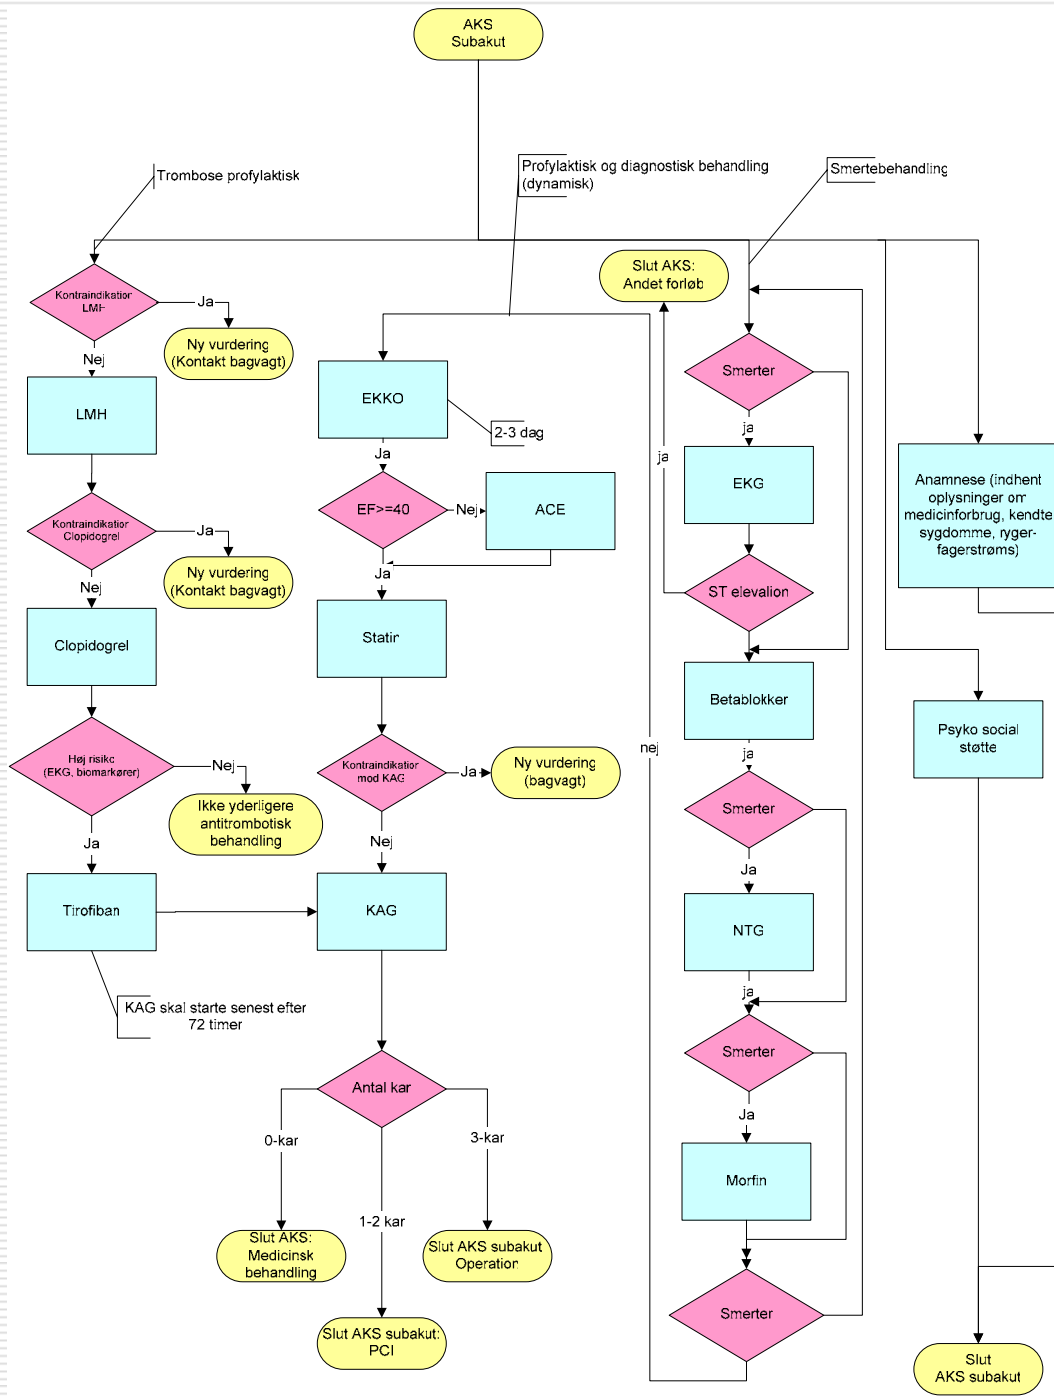 AKS
Subakut
Trombose profylaktisk
Profylaktisk og diagnostisk behandling
(dynamisk)
Smertebehandling
Kontraindikation
LMH
Ja
Ny vurdering
(Kontakt bagvagt)
Nej
LMH
Kontraindikation
Clopidogrel
Ja
Ny vurdering
(Kontakt bagvagt)
Nej
Clopidogrel
Høj risiko
(EKG, biomarkører)
Nej
Ikke yderligere
antitrombotisk
behandling
Ja
Tirofiban
KAG skal starte senest efter
72 timer
EKKO
2-3 dag
Ja
EF>=40
Nej
ACE
Ja
Statin
Kontraindikation
mod KAG
Ja
Ny vurdering
(bagvagt)
Nej
KAG
Antal kar
0-kar
1-2 kar
3-kar
Slut AKS:
Medicinsk
behandling
Slut AKS subakut
Operation
Slut AKS subakut:
PCI
Slut AKS:
Andet forløb
Smerter
ja
EKG
ja
ST elevation
Betablokker
ja
Smerter
Ja
NTG
ja
Smerter
Ja
Morfin
Smerter
nej
Anamnese (indhent
oplysninger om
medicinforbrug, kendte
sygdomme, ryger-
fagerstrøms)
Psyko social
støtte
Slut
AKS subakut